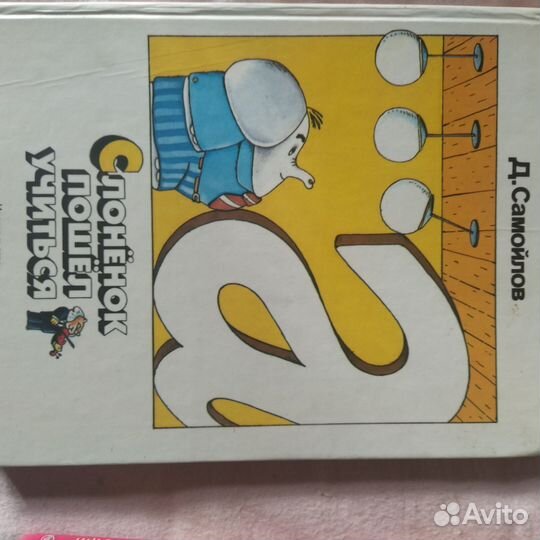 Д. Самойлов
СЛОНЁНОК
ПОШЁЛ
УЧИТЬСЯ
Avito